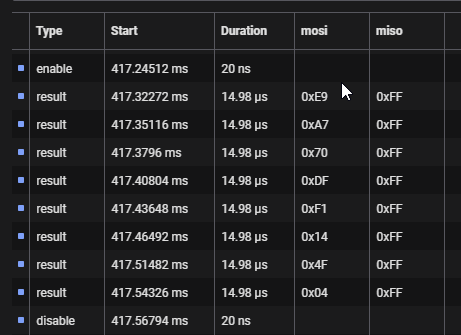 Type Start Duration mosi miso
enable 417.24512 ms 20 ns
result 417.32272 ms 14.98 µs 0xE9 0xFF
result 417.35116 ms 14.98 µs 0xA7 0xFF
result 417.3796 ms 14.98 µs 0x70 0xFF
result 417.40804 ms 14.98 µs 0xDF 0xFF
result 417.43648 ms 14.98 µs 0xF1 0xFF
result 417.46492 ms 14.98 µs 0x14 0xFF
result 417.51482 ms 14.98 µs 0x4F 0xFF
result 417.54326 ms 14.98 µs 0x04 0xFF
disable 417.56794 ms 20 ns